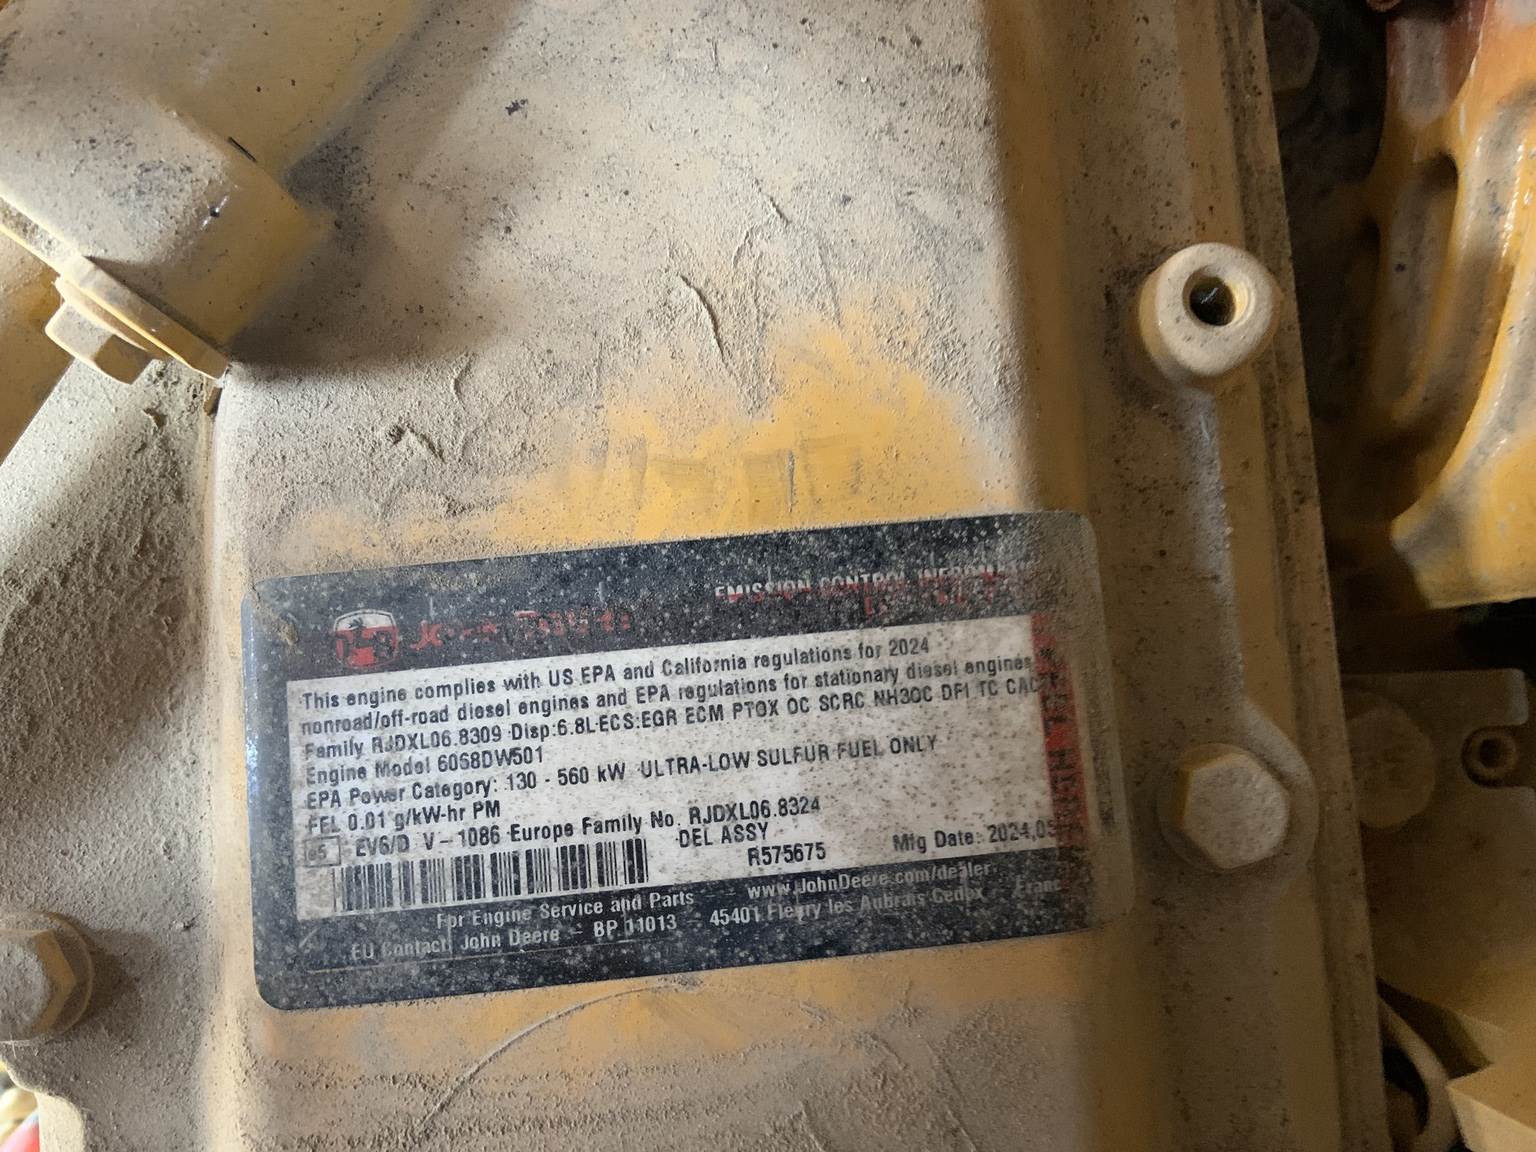 EMISSION CONTROL
This engine complies with US EPA and California regulations for 2024
nonroad/off-road diesel engines and EPA regulations for stationary diesel engines
Family RJDXL06.8309 Disp:6.8L ECS:EGR ECM PTOX OC SCRC NH3OC DFI TC CAC
Engine Model 6068DW501
EPA Power Category: 130 - 560 kW ULTRA-LOW SULFUR FUEL ONLY
FEL 0.01 g/kW-hr PM
EV6/D V - 1086 Europe Family No. RJDXL06.8324
DEL ASSY
R575675
Mfg Date: 2024,05
For Engine Service and Parts www.JohnDeere.com/dealer
EU Contact John Deere - BP 11013 - 45401 Fleury les Aubrais Cedex - France